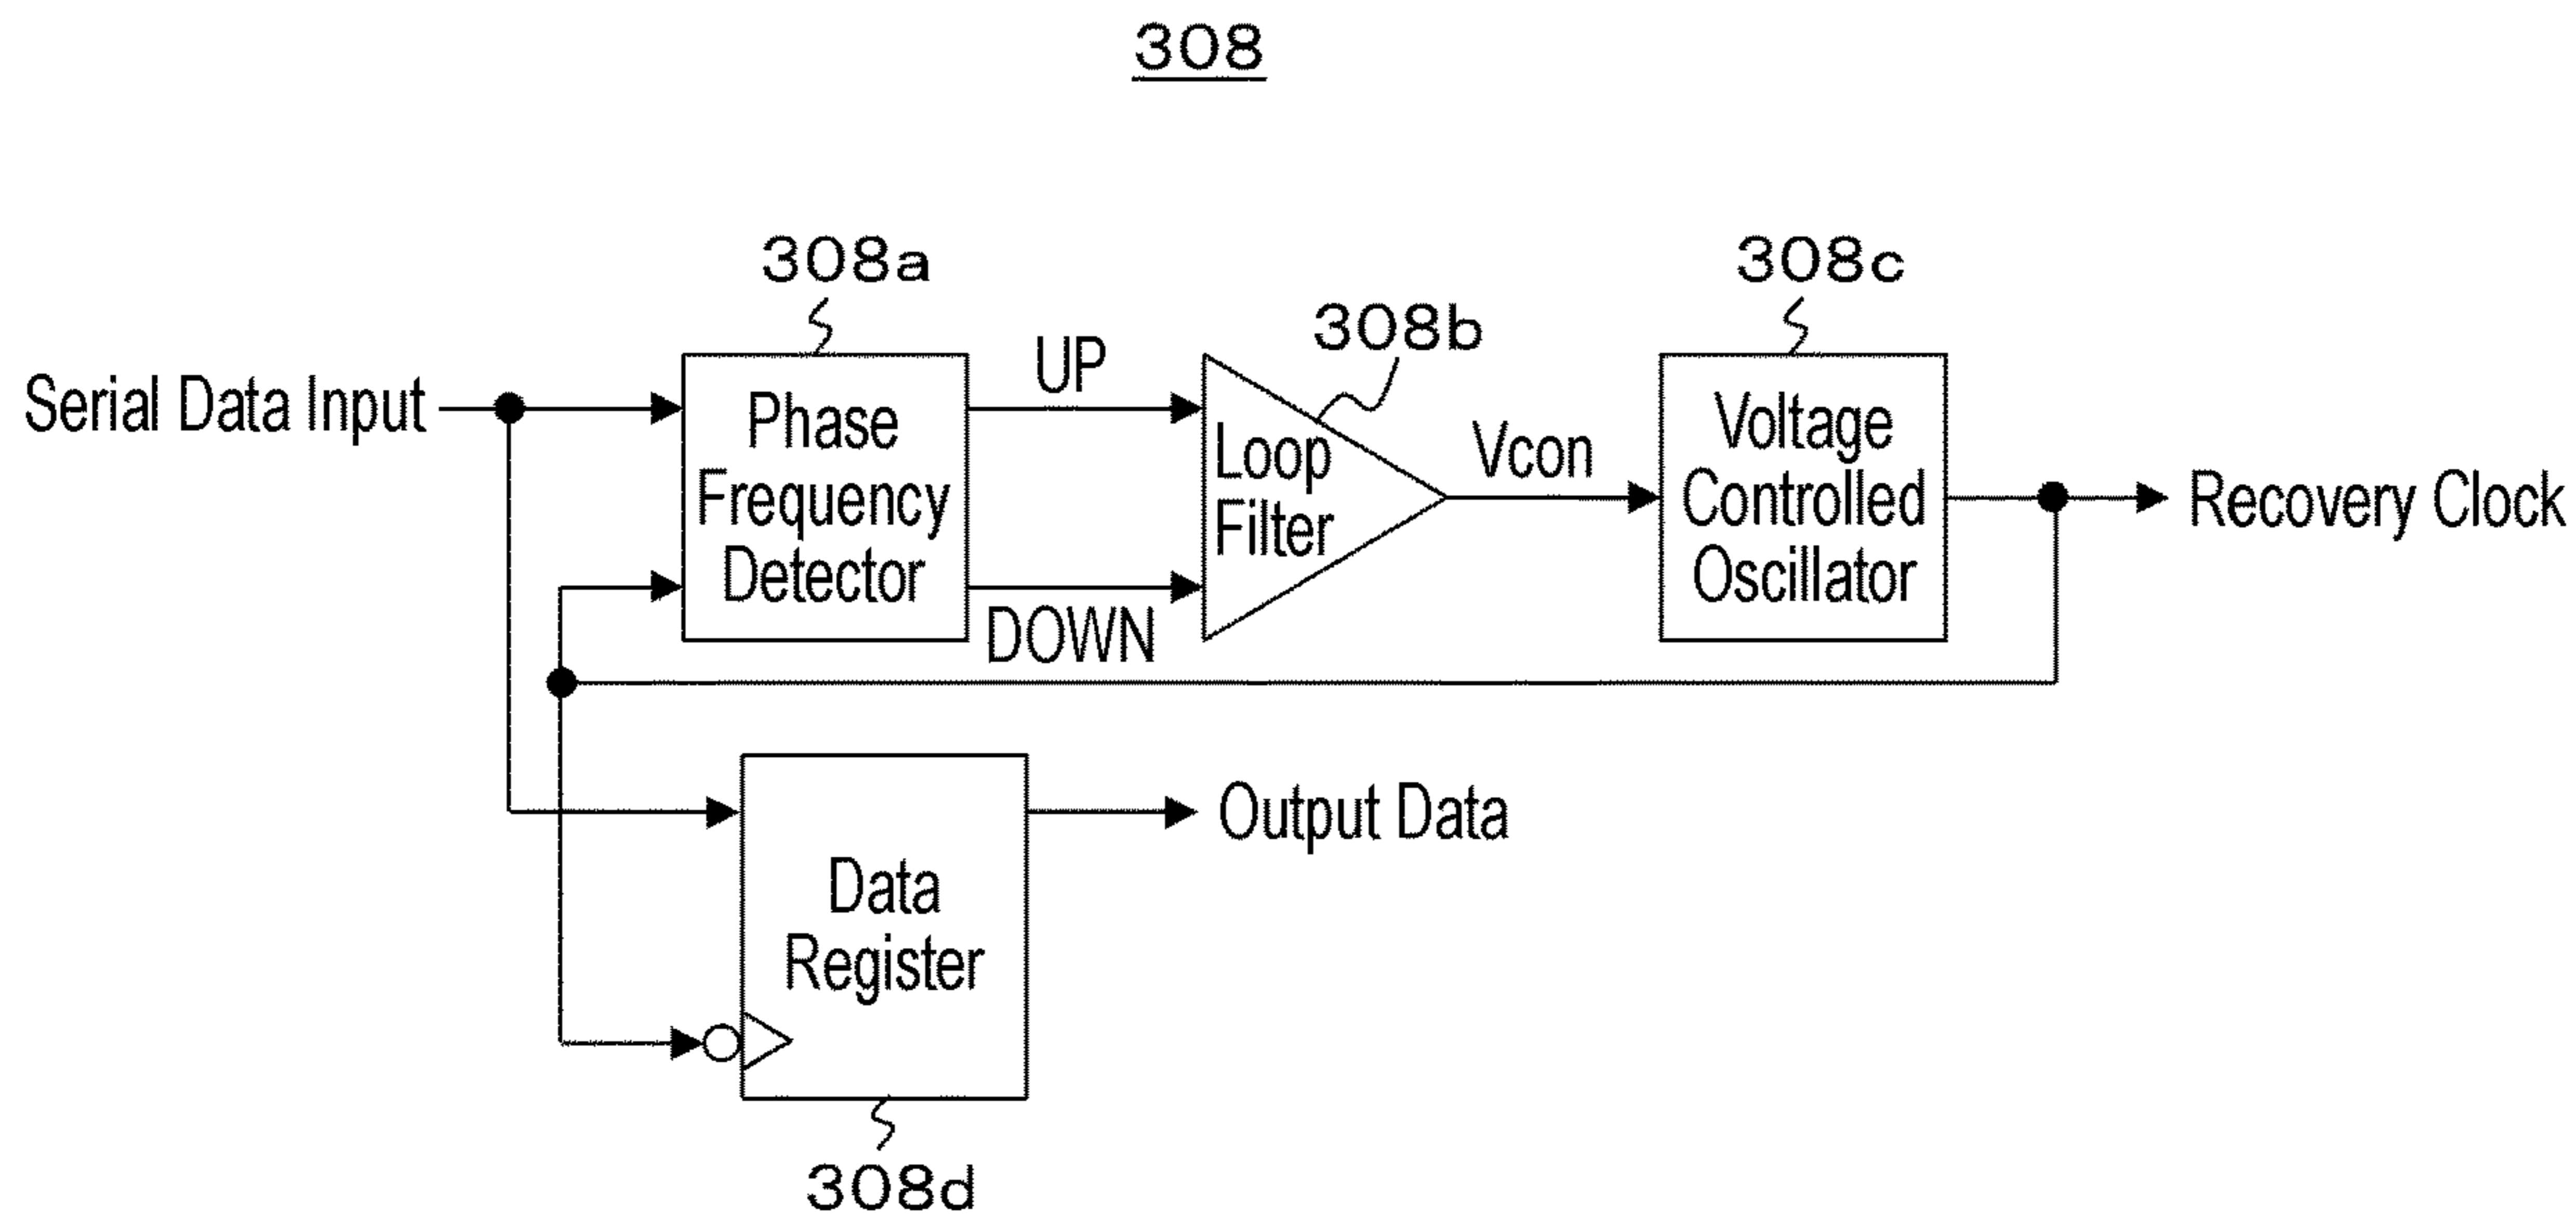 308
308a
308c
308b
UP
Serial Data Input
Phase
Frequency
Detector
Loop
Filter
Vcon
Voltage
Controlled
Oscillator
Recovery Clock
DOWN
Output Data
Data
Register
308d